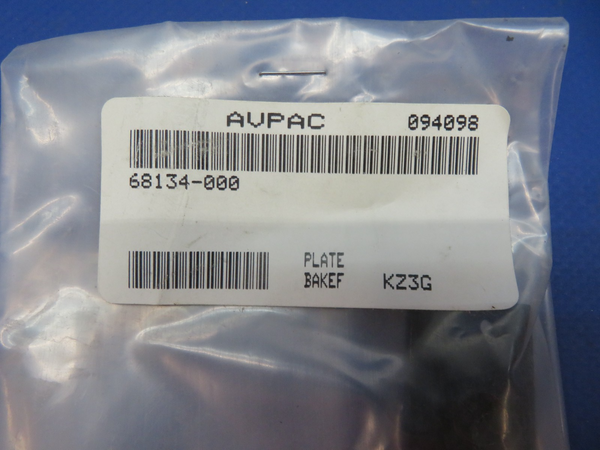 AVPAC 094098
68134-000
PLATE
BAKEF KZ3G